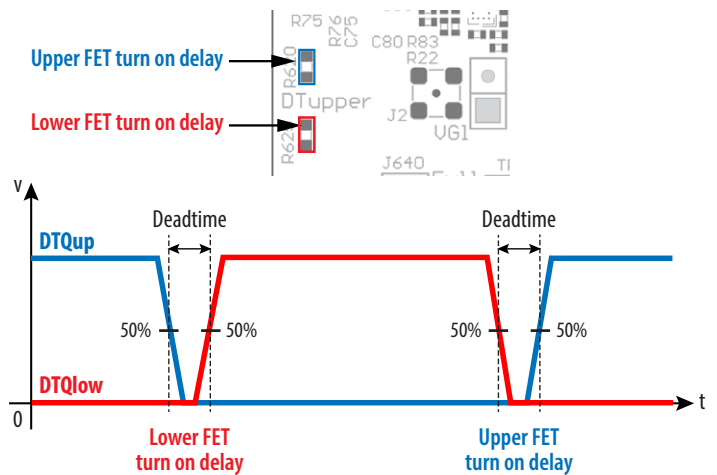 R75
R76
C75
Upper FET turn on delay
C80 R83
R22
DTupper
Lower FET turn on delay
J2
VG1
J640
V
Deadtime
Deadtime
DTQup
50%
50%
50%
50%
DTQlow
0
t
Lower FET
turn on delay
Upper FET
turn on delay